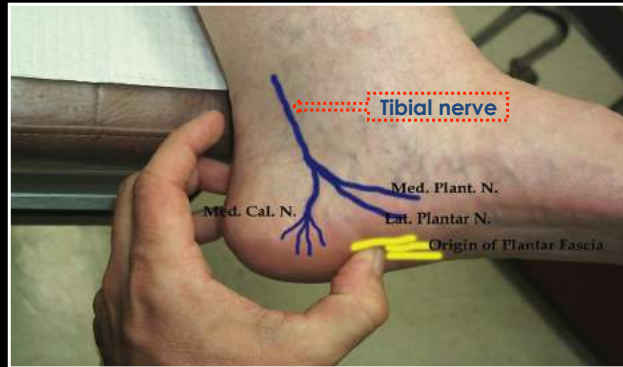 Tibial nerve
Med. Plant. N.
Med. Cal. N.
Lat. Plantar N.
Origin of Plantar Fascia